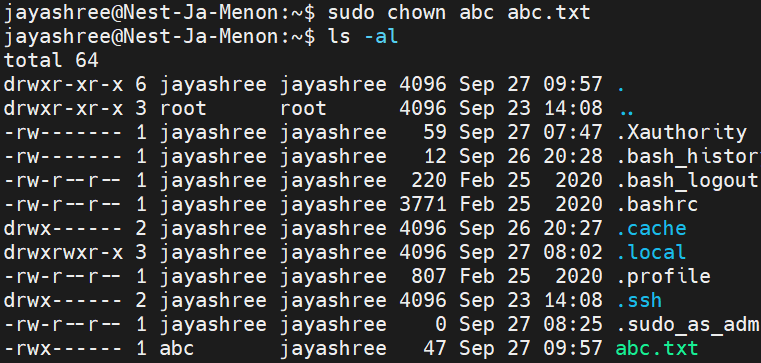 jayashree@Nest-Ja-Menon:~$ sudo chown abc abc.txt
jayashree@Nest-Ja-Menon:~$ ls -al
total 64
drwxr-xr-x 6 jayashree jayashree 4096 Sep 27 09:57 .
drwxr-xr-x 3 root      root      4096 Sep 23 14:08 ..
-rw------- 1 jayashree jayashree   59 Sep 27 07:47 .Xauthority
-rw------- 1 jayashree jayashree   12 Sep 26 20:28 .bash_histor
-rw-r--r-- 1 jayashree jayashree  220 Feb 25  2020 .bash_logout
-rw-r--r-- 1 jayashree jayashree 3771 Feb 25  2020 .bashrc
drwx------ 2 jayashree jayashree 4096 Sep 26 20:27 .cache
drwxrwxr-x 3 jayashree jayashree 4096 Sep 27 08:02 .local
-rw-r--r-- 1 jayashree jayashree  807 Feb 25  2020 .profile
drwx------ 2 jayashree jayashree 4096 Sep 23 14:08 .ssh
-rw-r--r-- 1 jayashree jayashree    0 Sep 27 08:25 .sudo_as_adm
-rwx------ 1 abc       jayashree   47 Sep 27 09:57 abc.txt